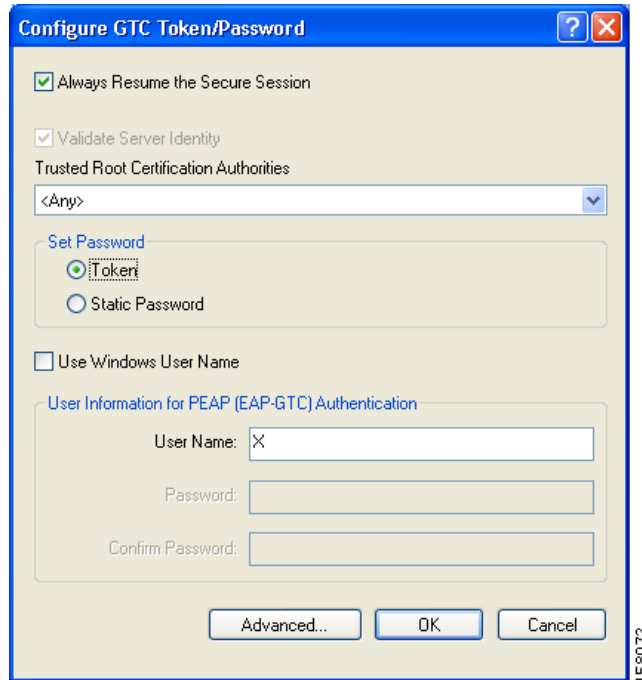 Configure GTC Token/Password
Always Resume the Secure Session
Validate Server Identity
Trusted Root Certification Authorities
<Any>
Set Password
Token
Static Password
Use Windows User Name
User Information for PEAP (EAP-GTC) Authentication
User Name: X
Password:
Confirm Password:
Advanced... OK Cancel